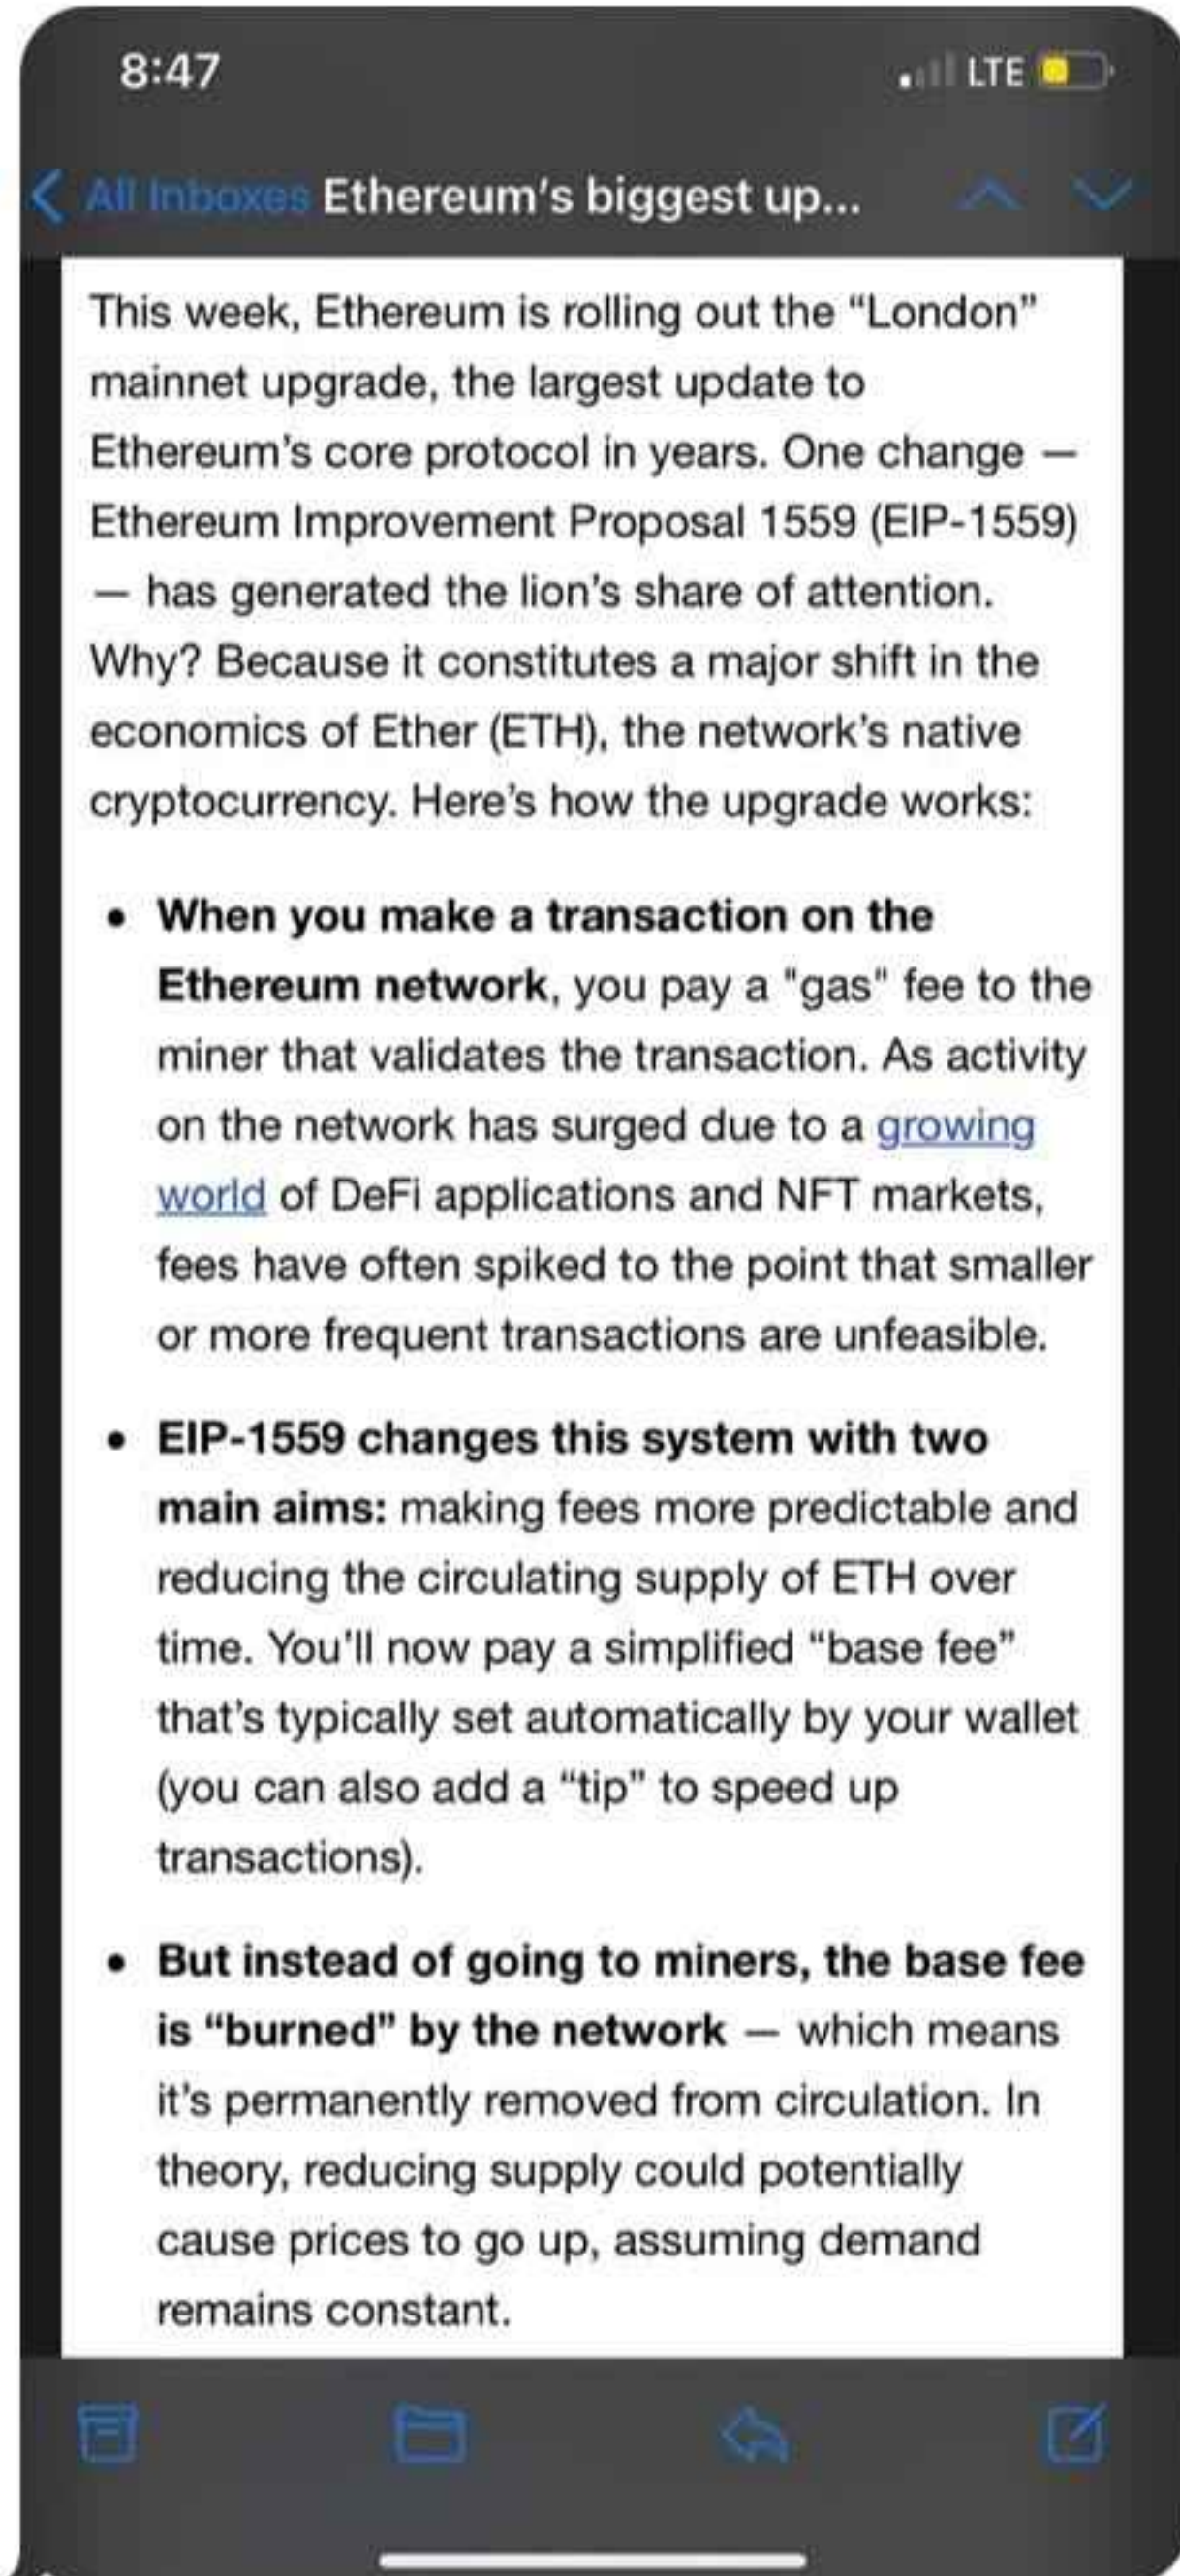 8:47
LTE
All Inboxes Ethereum's biggest up...
This week, Ethereum is rolling out the “London”
mainnet upgrade, the largest update to
Ethereum’s core protocol in years. One change —
Ethereum Improvement Proposal 1559 (EIP-1559)
— has generated the lion’s share of attention.
Why? Because it constitutes a major shift in the
economics of Ether (ETH), the network’s native
cryptocurrency. Here’s how the upgrade works:
• When you make a transaction on the
Ethereum network, you pay a "gas" fee to the
miner that validates the transaction. As activity
on the network has surged due to a growing
world of DeFi applications and NFT markets,
fees have often spiked to the point that smaller
or more frequent transactions are unfeasible.
• EIP-1559 changes this system with two
main aims: making fees more predictable and
reducing the circulating supply of ETH over
time. You’ll now pay a simplified “base fee”
that’s typically set automatically by your wallet
(you can also add a “tip” to speed up
transactions).
• But instead of going to miners, the base fee
is “burned” by the network — which means
it’s permanently removed from circulation. In
theory, reducing supply could potentially
cause prices to go up, assuming demand
remains constant.